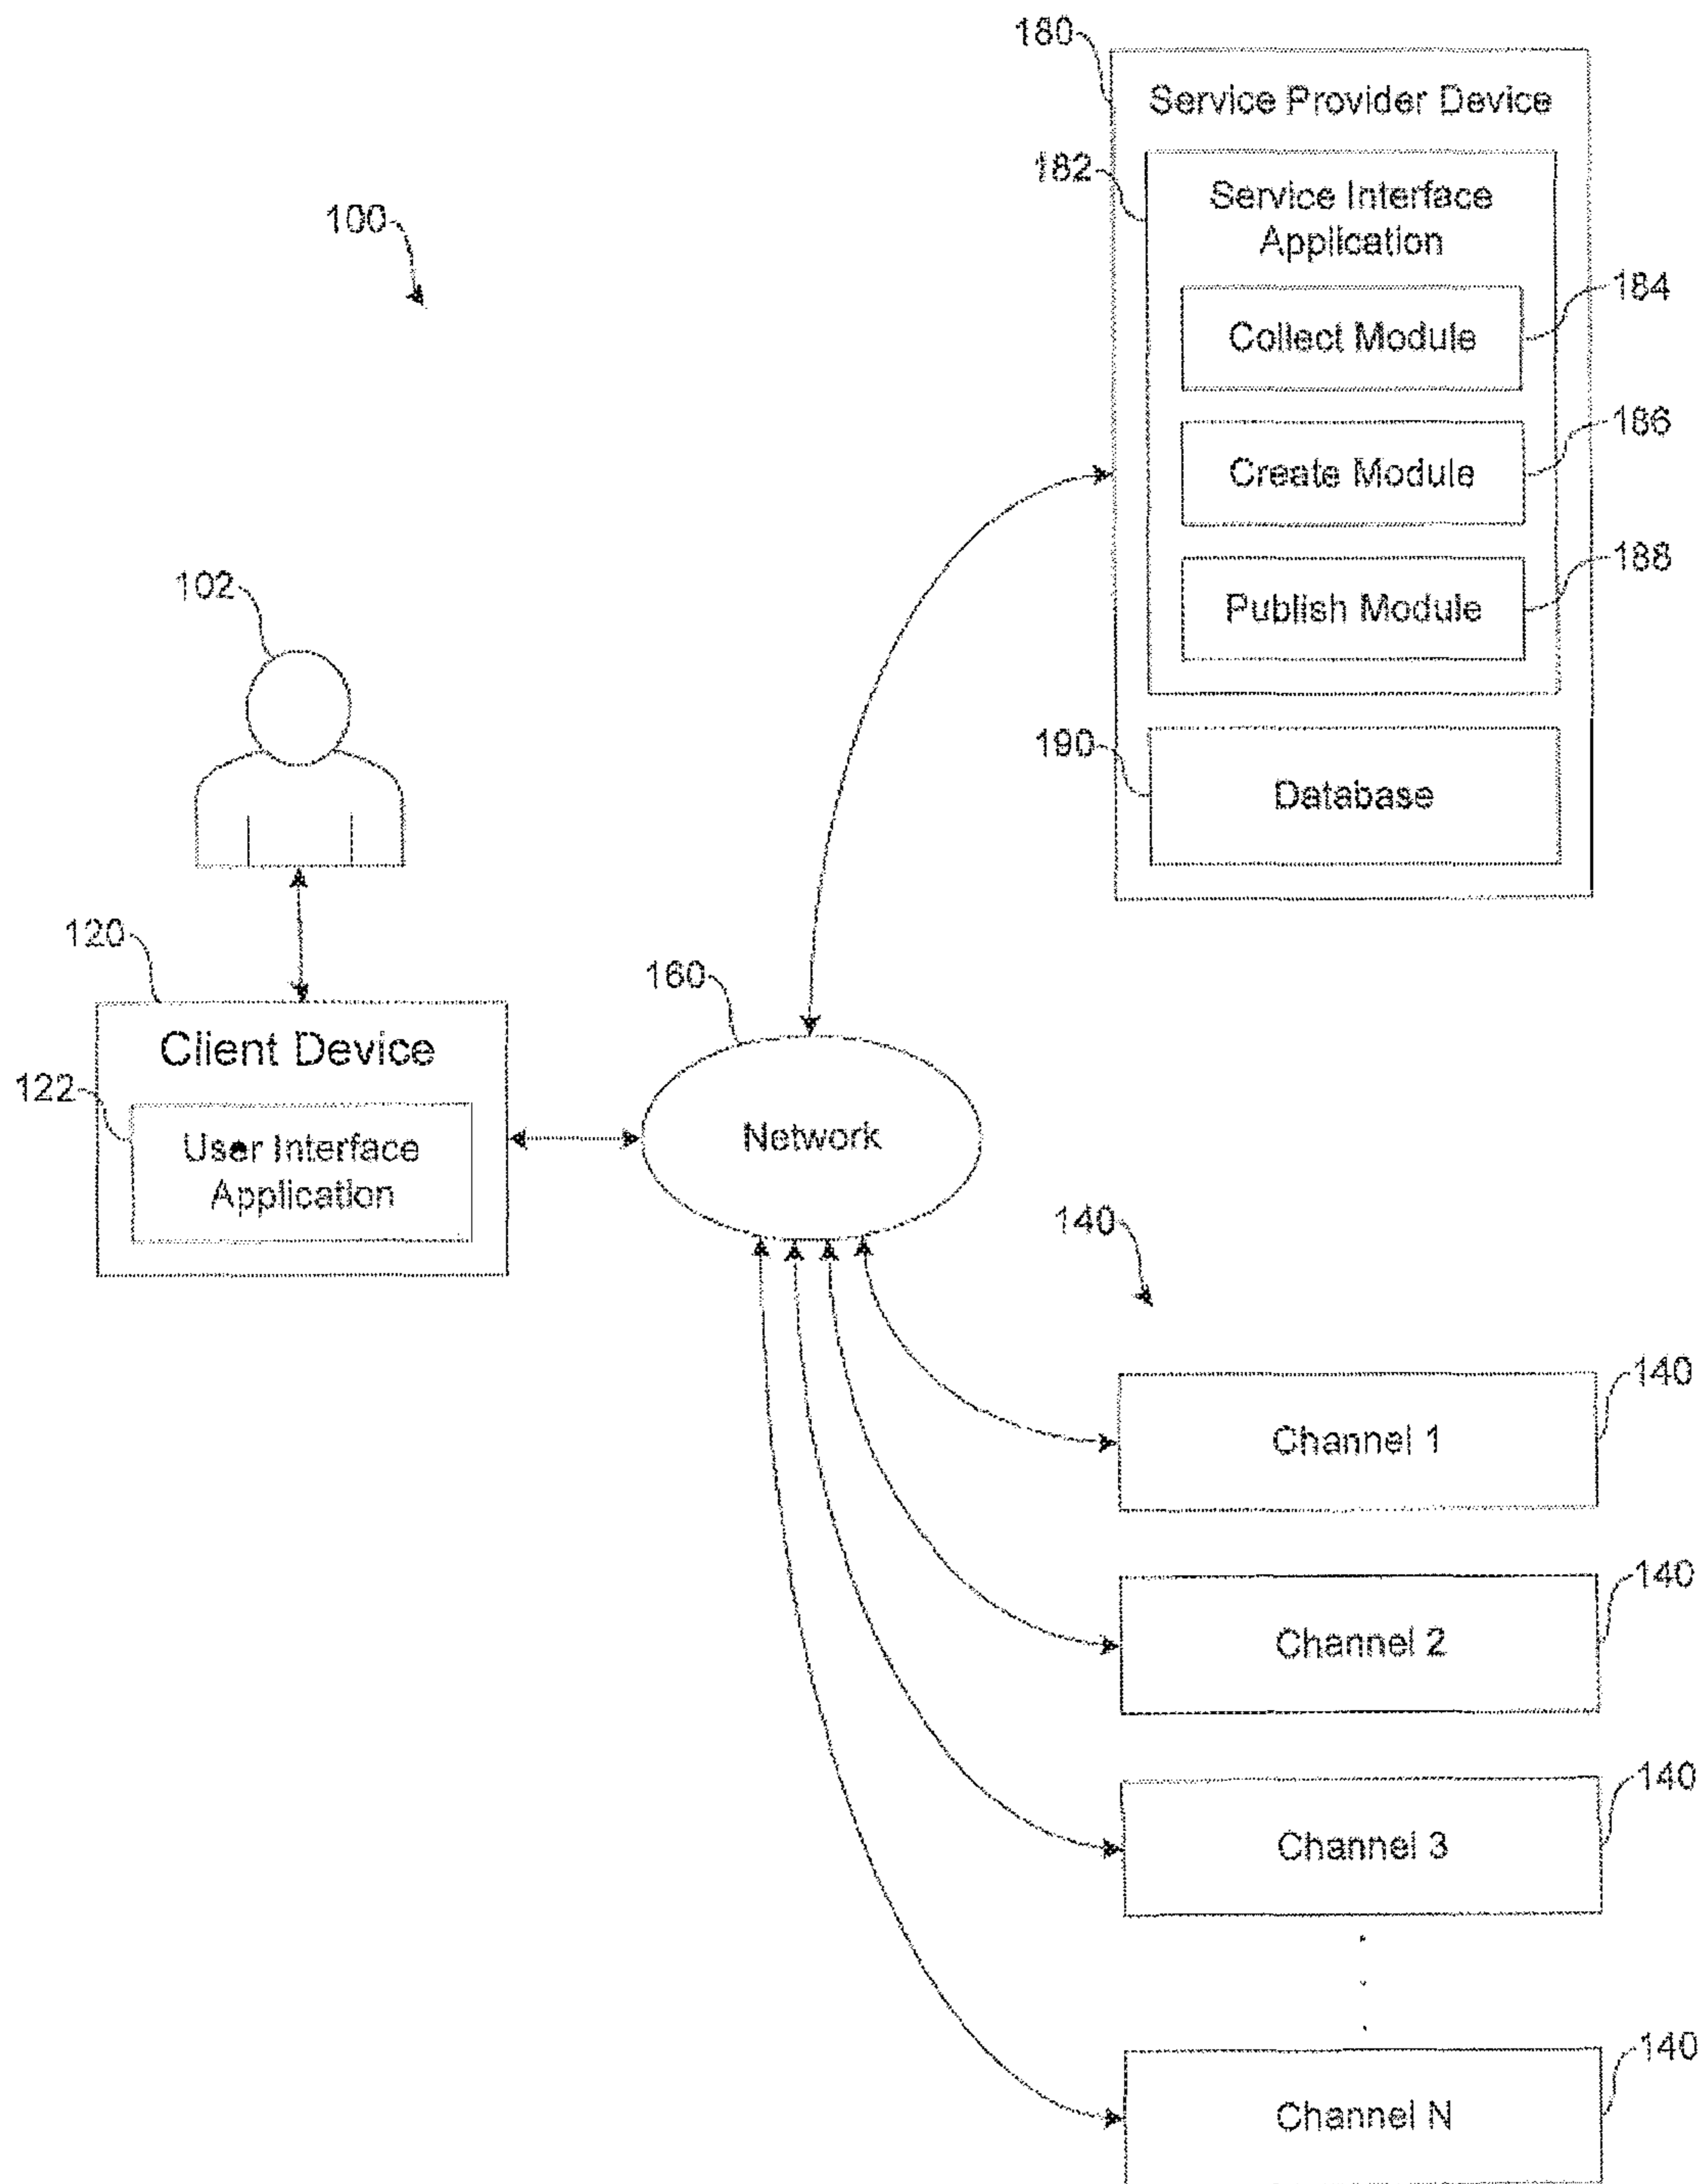 180
Service Provider Device
182
Service Interface
Application
100
184
Collect Module
186
Create Module
188
Publish Module
102
190
Database
120
160
Client Device
122
User Interface
Application
Network
140
140
Channel 1
140
Channel 2
140
Channel 3
140
Channel N